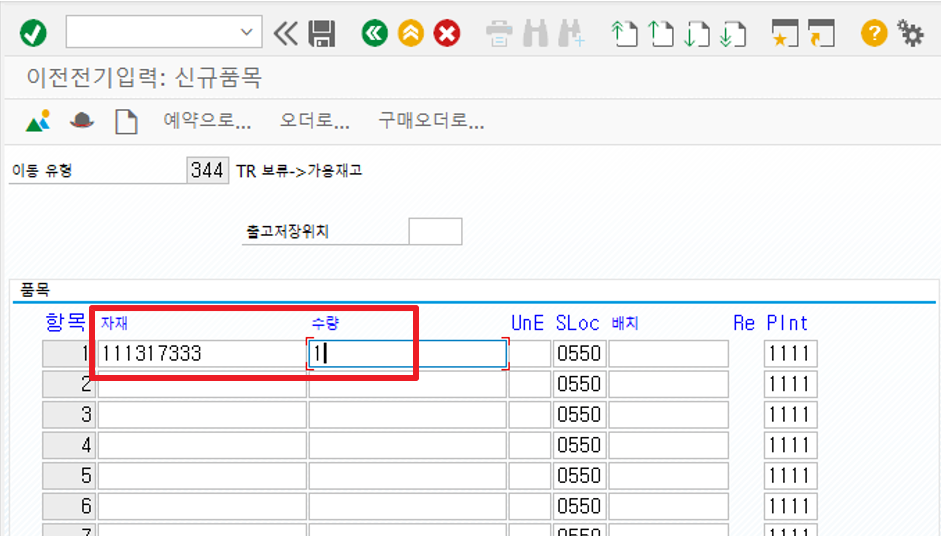 이전전기입력: 신규품목
예약으로... 오더로... 구매오더로...
이동 유형 344 TR 보류->가용재고
출고저장위치
품목
항목 자재 수량 UnE SLoc 배치 Re Plnt
1 111317333 1 0550 1111
2 0550 1111
3 0550 1111
4 0550 1111
5 0550 1111
6 0550 1111
7 0550 1111